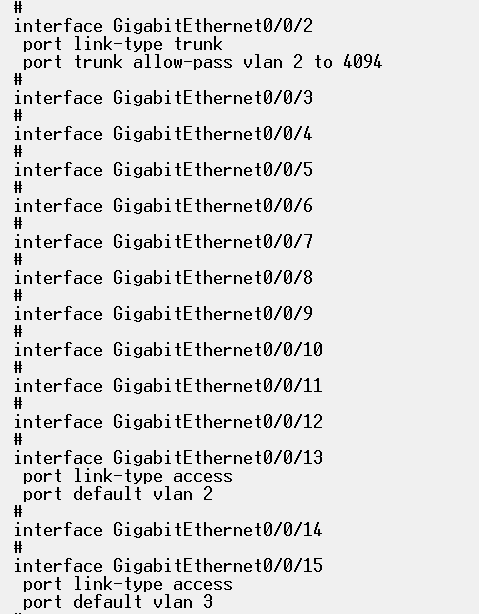 #
interface GigabitEthernet0/0/2
 port link-type trunk
 port trunk allow-pass vlan 2 to 4094
#
interface GigabitEthernet0/0/3
#
interface GigabitEthernet0/0/4
#
interface GigabitEthernet0/0/5
#
interface GigabitEthernet0/0/6
#
interface GigabitEthernet0/0/7
#
interface GigabitEthernet0/0/8
#
interface GigabitEthernet0/0/9
#
interface GigabitEthernet0/0/10
#
interface GigabitEthernet0/0/11
#
interface GigabitEthernet0/0/12
#
interface GigabitEthernet0/0/13
 port link-type access
 port default vlan 2
#
interface GigabitEthernet0/0/14
#
interface GigabitEthernet0/0/15
 port link-type access
 port default vlan 3